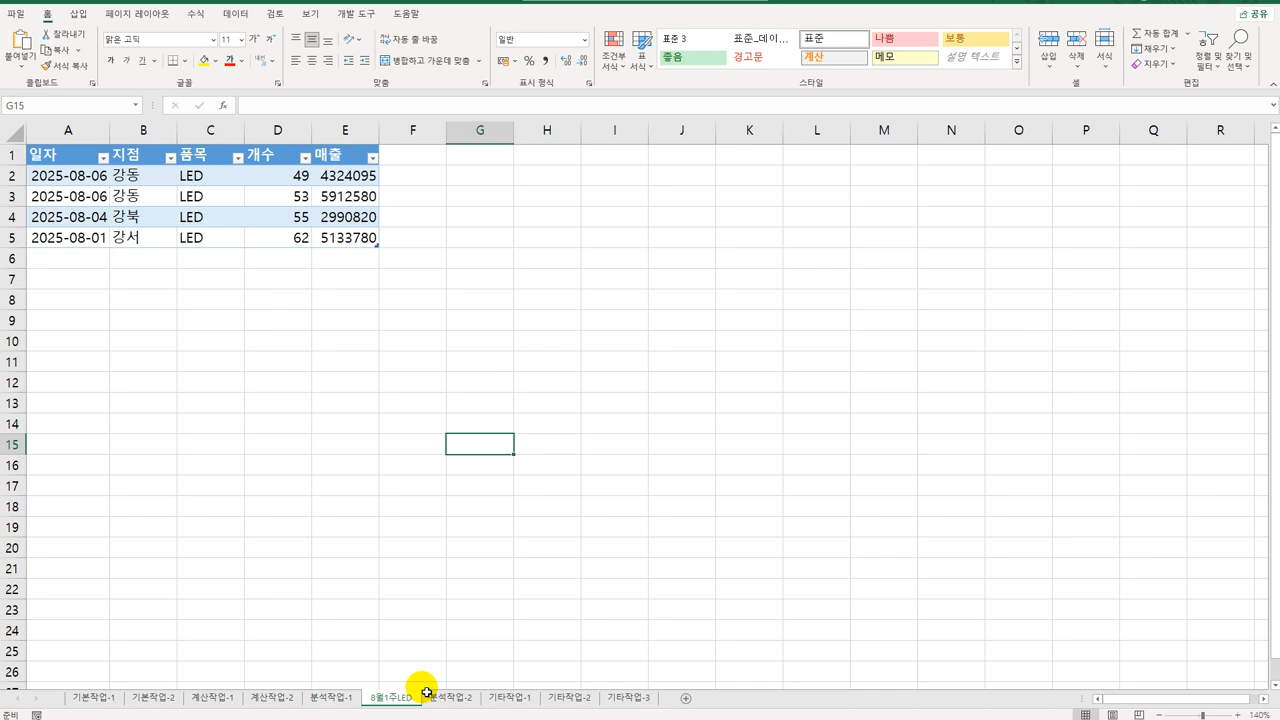 파일 홈 삽입 페이지 레이아웃 수식 데이터 검토 보기 개발 도구 도움말 공유
잘라내기
복사
서식 복사
붙여넣기
맑은 고딕 11
가 가 가
자동 줄 바꿈
병합하고 가운데 맞춤
일반
조건부 서식
표 서식
표준 3 표준_데이... 표준 나쁨 보통
좋음 경고문 계산 메모 설명 텍스트
삽입 삭제 서식
자동 합계
채우기
지우기
정렬 및 필터
찾기 및 선택
클립보드 글꼴 맞춤 표시 형식 스타일 셀 편집
G15 fx
A B C D E F G H I J K L M N O P Q R
1 일자 지점 품목 개수 매출
2 2025-08-06 강동 LED 49 4324095
3 2025-08-06 강동 LED 53 5912580
4 2025-08-04 강북 LED 55 2990820
5 2025-08-01 강서 LED 62 5133780
6
7
8
9
10
11
12
13
14
15
16
17
18
19
20
21
22
23
24
25
26
기본작업-1 기본작업-2 계산작업-1 계산작업-2 분석작업-1 8월1주LED 분석작업-2 기타작업-1 기타작업-2 기타작업-3
준비 140%